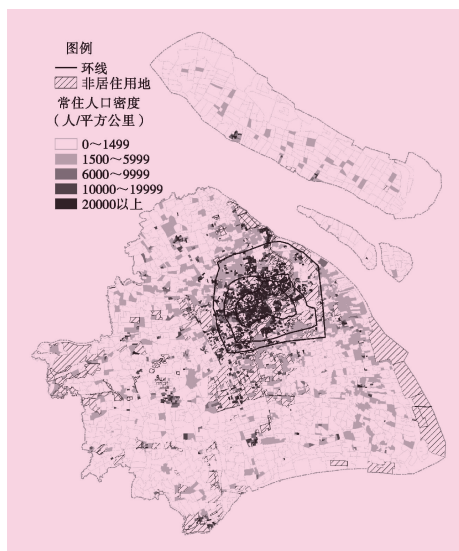 图例
环线
非居住用地
常住人口密度
（人/平方公里）
0～1499
1500～5999
6000～9999
10000～19999
20000以上